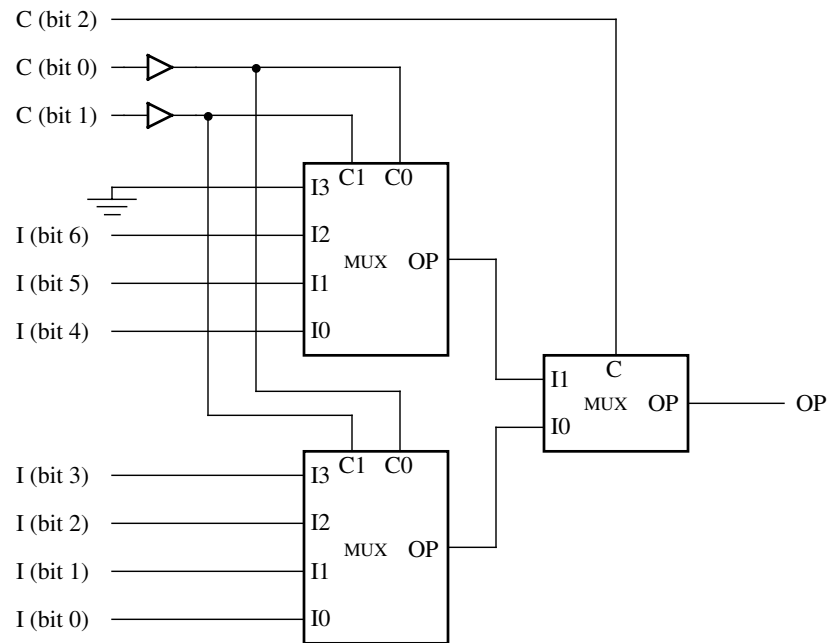 C (bit 2)
C (bit 0)
C (bit 1)
C1 C0
I3
I (bit 6) I2
MUX OP
I (bit 5) I1
I (bit 4) I0
C
I1
MUX OP OP
I0
C1 C0
I (bit 3) I3
I (bit 2) I2
MUX OP
I (bit 1) I1
I (bit 0) I0